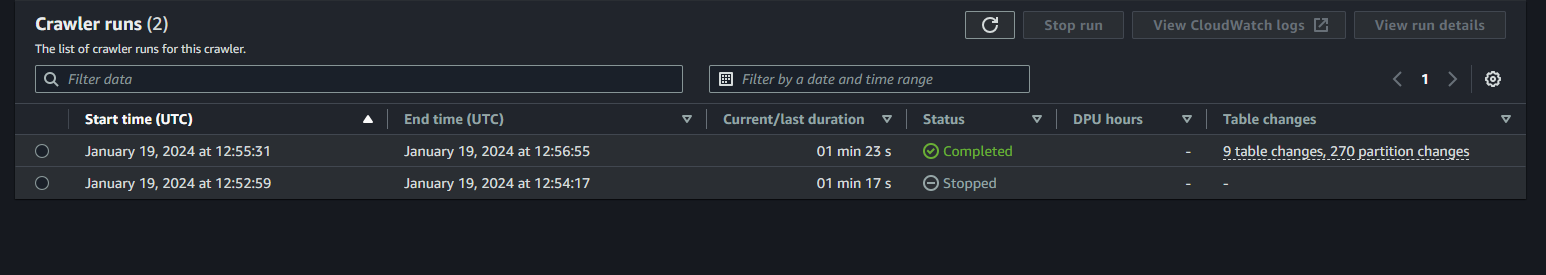 Crawler runs (2)
Stop run
View CloudWatch logs
View run details
The list of crawler runs for this crawler.
Filter data
Filter by a date and time range
1
Start time (UTC) End time (UTC) Current/last duration Status DPU hours Table changes
January 19, 2024 at 12:55:31 January 19, 2024 at 12:56:55 01 min 23 s Completed - 9 table changes, 270 partition changes
January 19, 2024 at 12:52:59 January 19, 2024 at 12:54:17 01 min 17 s Stopped - -